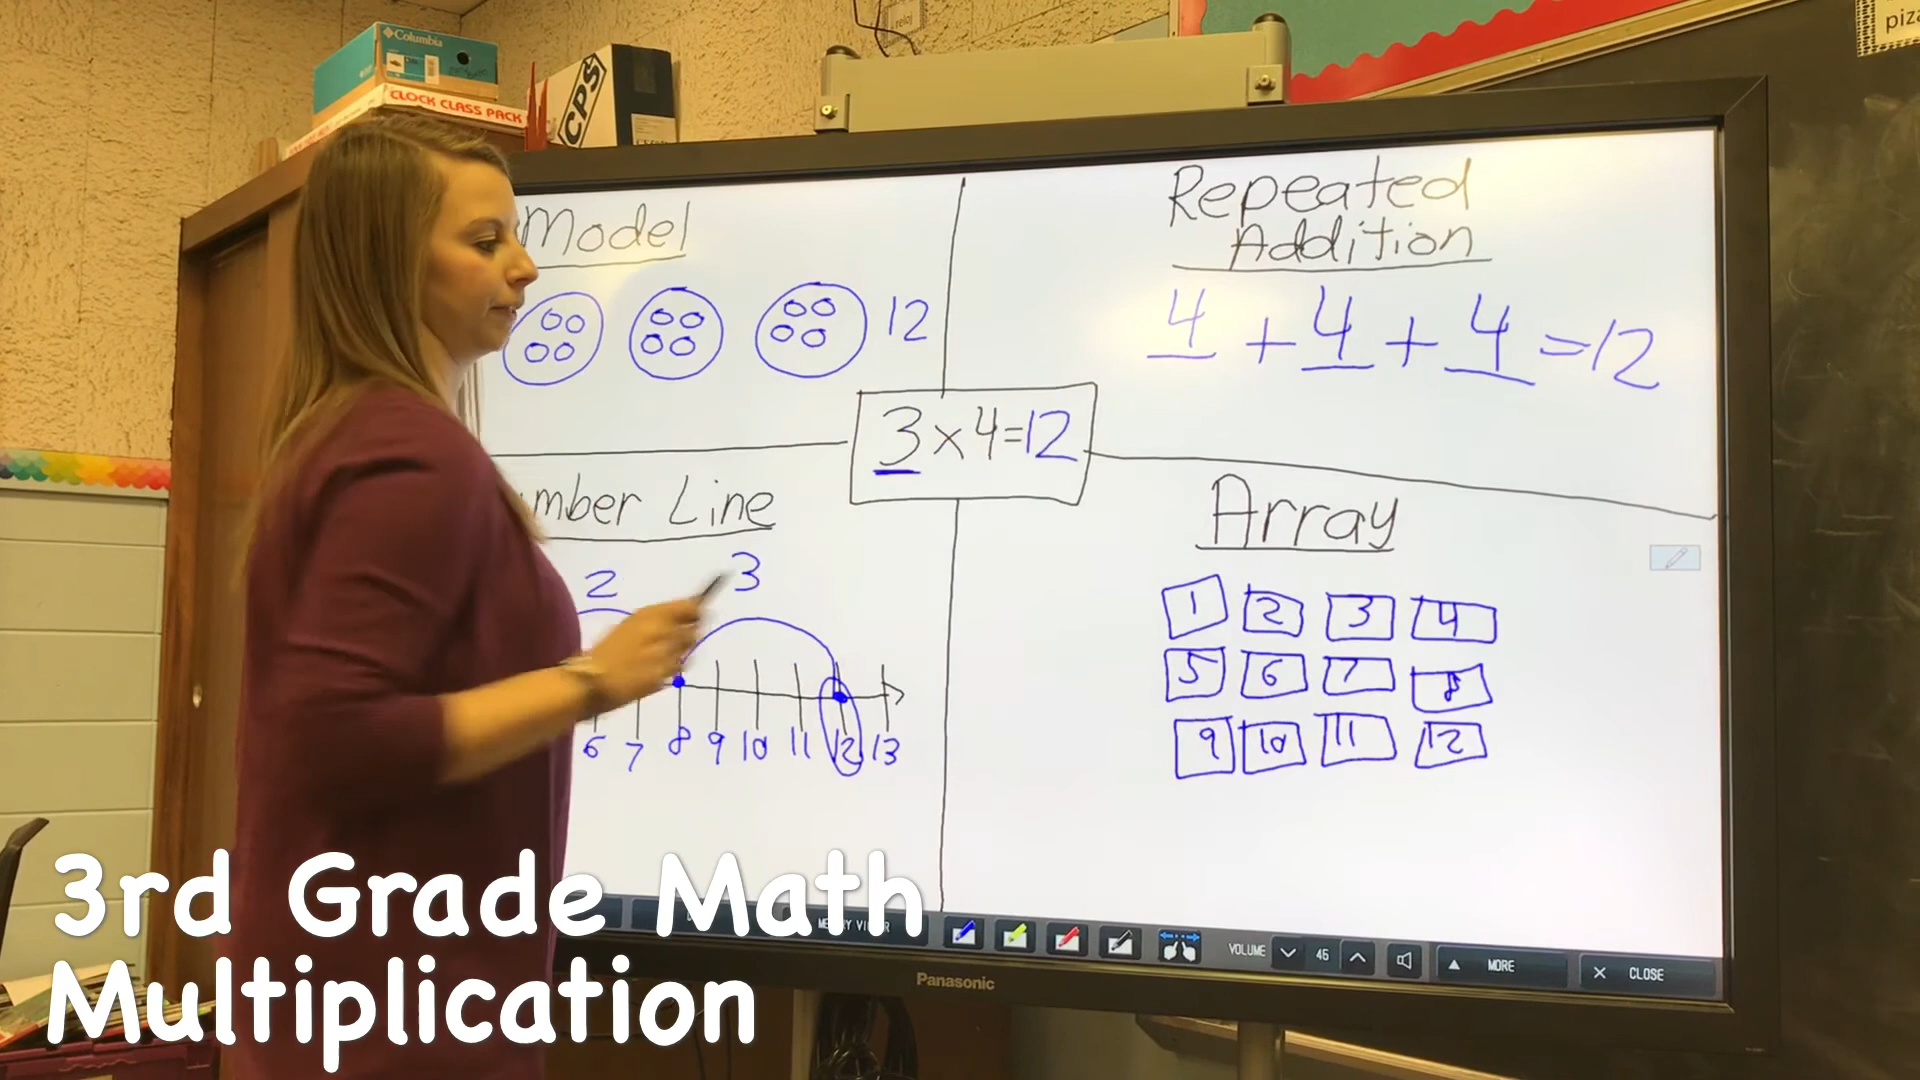 Columbia
CLOCK CLASS PACK
CPS
reloj
piza
Model
12
Repeated
Addition
4 + 4 + 4 = 12
3 x 4 = 12
mber Line
2 3
6 7 8 9 10 11 12 13
Array
1 2 3 4
5 6 7 8
9 10 11 12
VOLUME 45 MORE CLOSE
Panasonic
3rd Grade Math
Multiplication